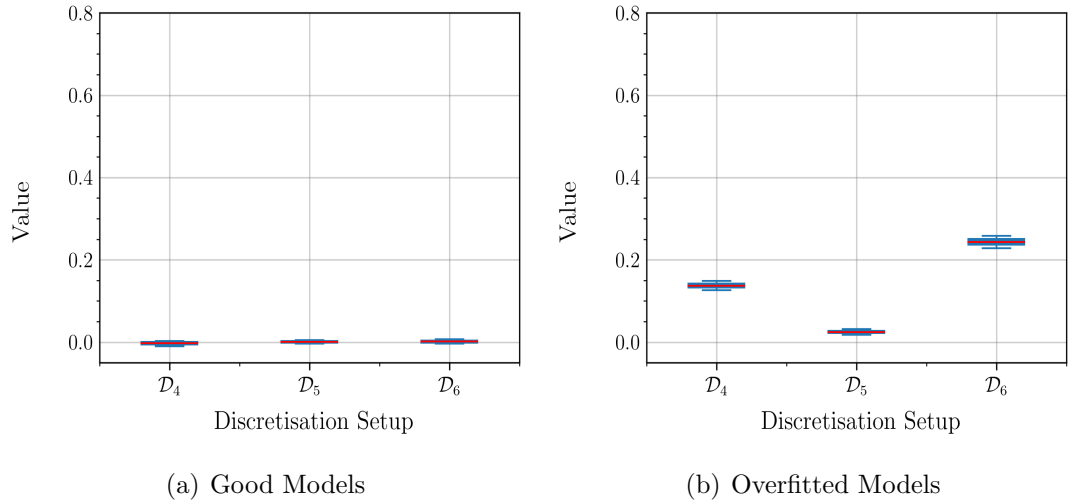 0.8
0.6
0.4
0.2
0.0
Value
𝒟₄ 𝒟₅ 𝒟₆
Discretisation Setup
(a) Good Models
0.8
0.6
0.4
0.2
0.0
Value
𝒟₄ 𝒟₅ 𝒟₆
Discretisation Setup
(b) Overfitted Models